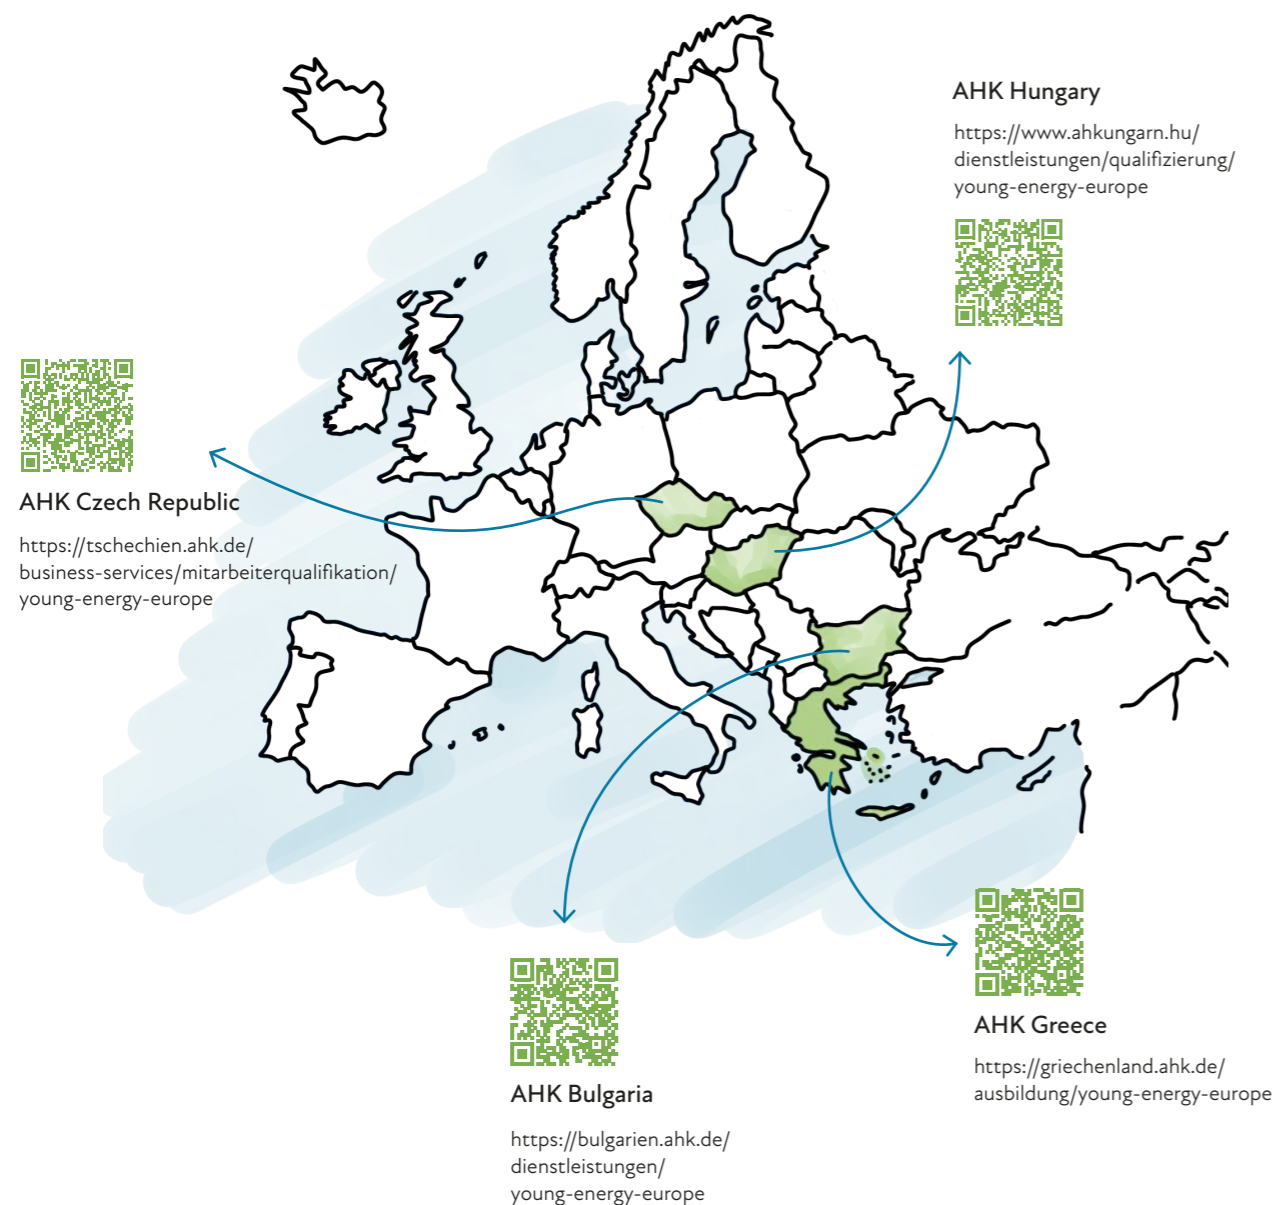 AHK Hungary
https://www.ahkungarn.hu/
dienstleistungen/qualifizierung/
young-energy-europe
AHK Czech Republic
https://tschechien.ahk.de/
business-services/mitarbeiterqualifikation/
young-energy-europe
AHK Greece
https://griechenland.ahk.de/
ausbildung/young-energy-europe
AHK Bulgaria
https://bulgarien.ahk.de/
dienstleistungen/
young-energy-europe